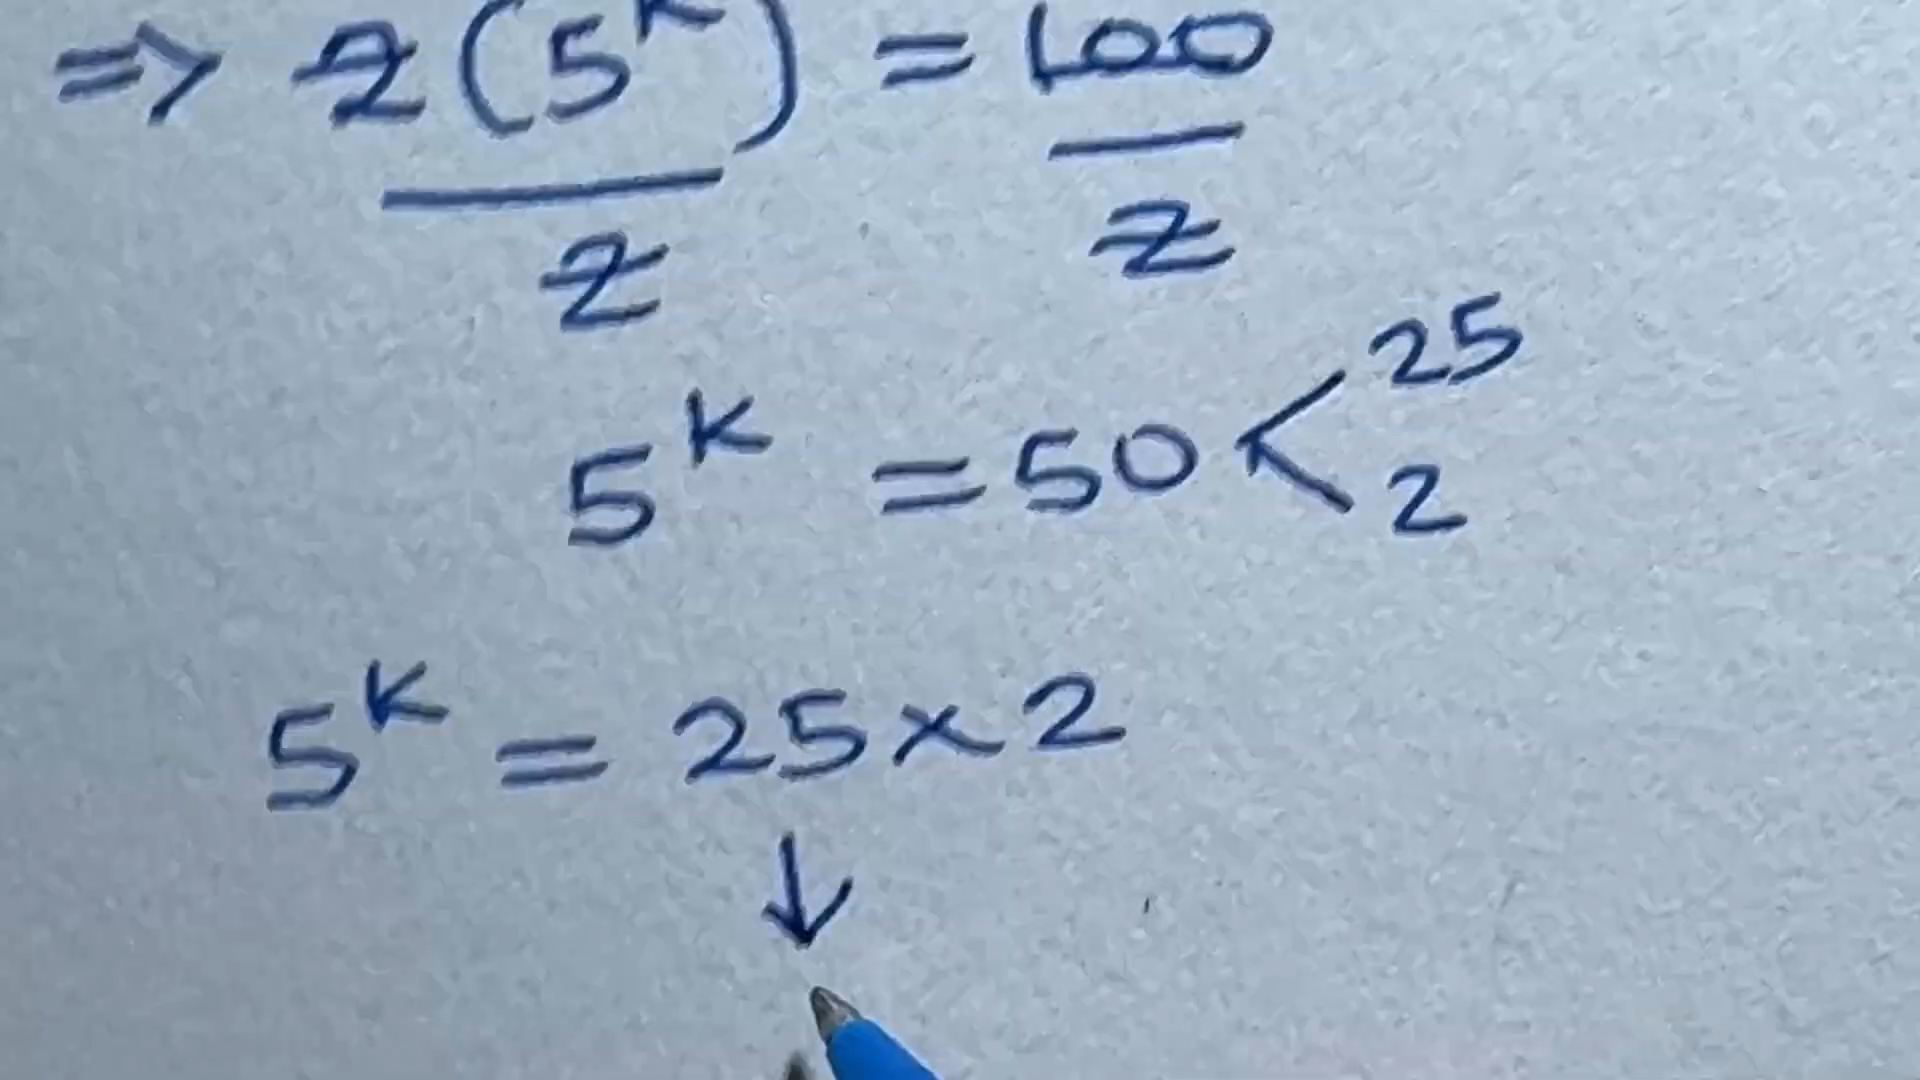 ⇒ 2(5^k) = 100
2 2
5^k = 50 < 25
2
5^k = 25 × 2
↓